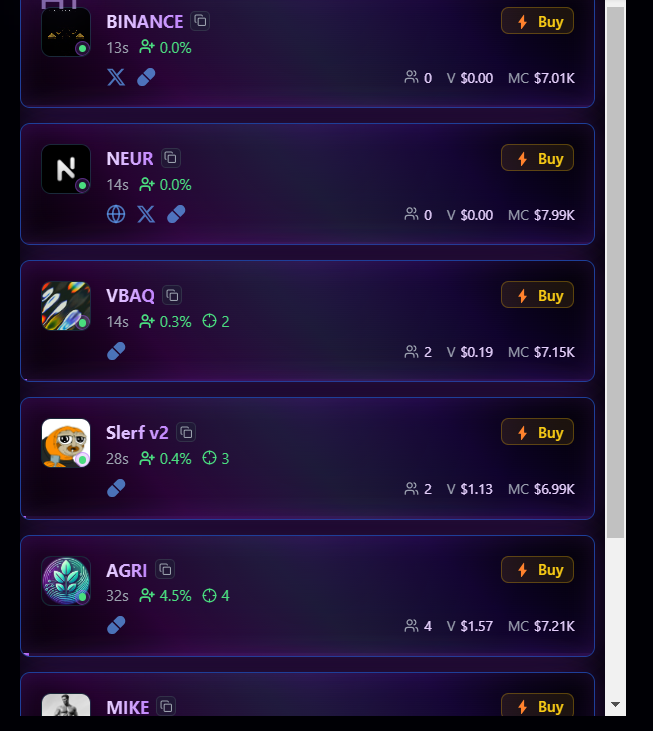 BINANCE
Buy
13s 0.0%
0 V $0.00 MC $7.01K
NEUR
Buy
14s 0.0%
0 V $0.00 MC $7.99K
VBAQ
Buy
14s 0.3% 2
2 V $0.19 MC $7.15K
Slerf v2
Buy
28s 0.4% 3
2 V $1.13 MC $6.99K
AGRI
Buy
32s 4.5% 4
4 V $1.57 MC $7.21K
MIKE
Buy